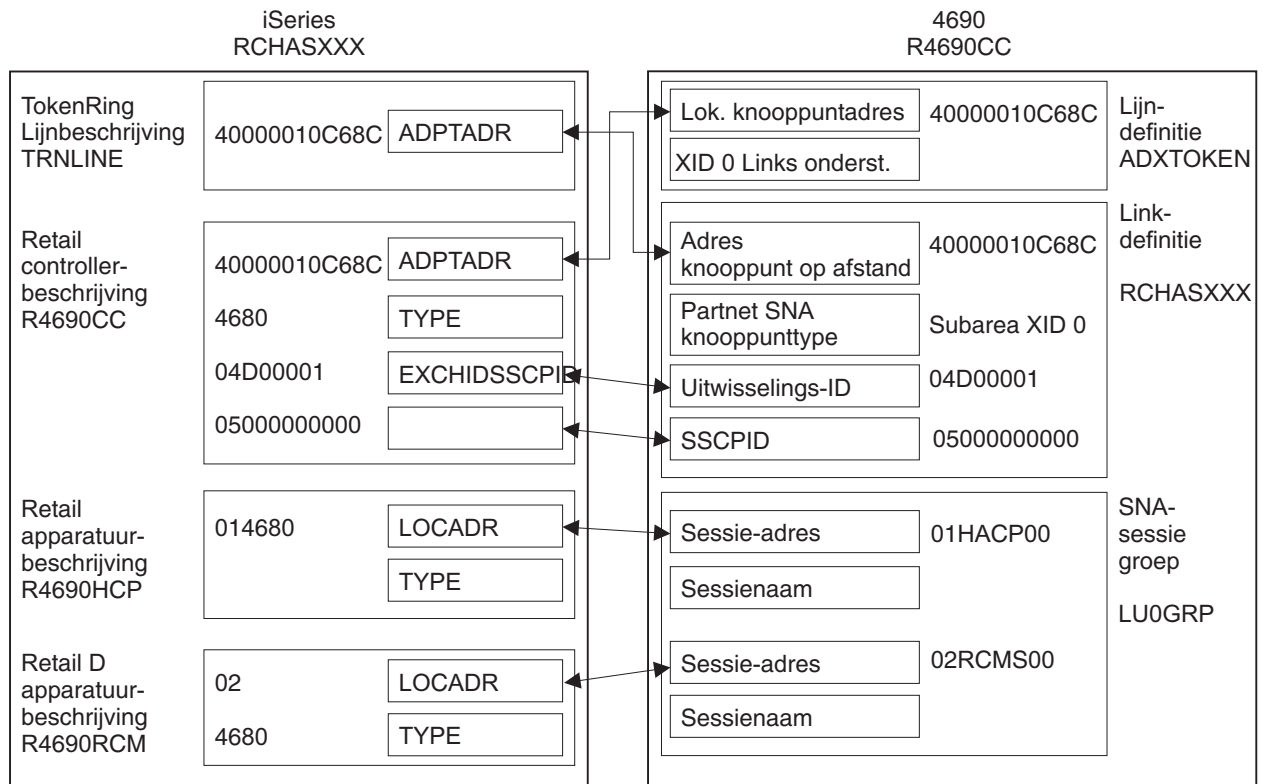 iSeries
RCHASXXX
4690
R4690CC
TokenRing
Lijnbeschrijving
TRNLINE
40000010C68C
ADPTADR
Retail
controller-
beschrijving
R4690CC
40000010C68C
ADPTADR
4680
TYPE
04D00001
EXCHIDSSCPID
05000000000
Retail
apparatuur-
beschrijving
R4690HCP
014680
LOCADR
TYPE
Retail D
apparatuur-
beschrijving
R4690RCM
02
LOCADR
4680
TYPE
Lok. knooppuntadres
40000010C68C
XID 0 Links onderst.
Lijn-
definitie
ADXTOKEN
Adres
knooppunt op afstand
40000010C68C
Partnet SNA
knooppunttype
Subarea XID 0
Uitwisselings-ID
04D00001
SSCPID
05000000000
Link-
definitie
RCHASXXX
Sessie-adres
01HACP00
Sessienaam
Sessie-adres
02RCMS00
Sessienaam
SNA-
sessie
groep
LU0GRP